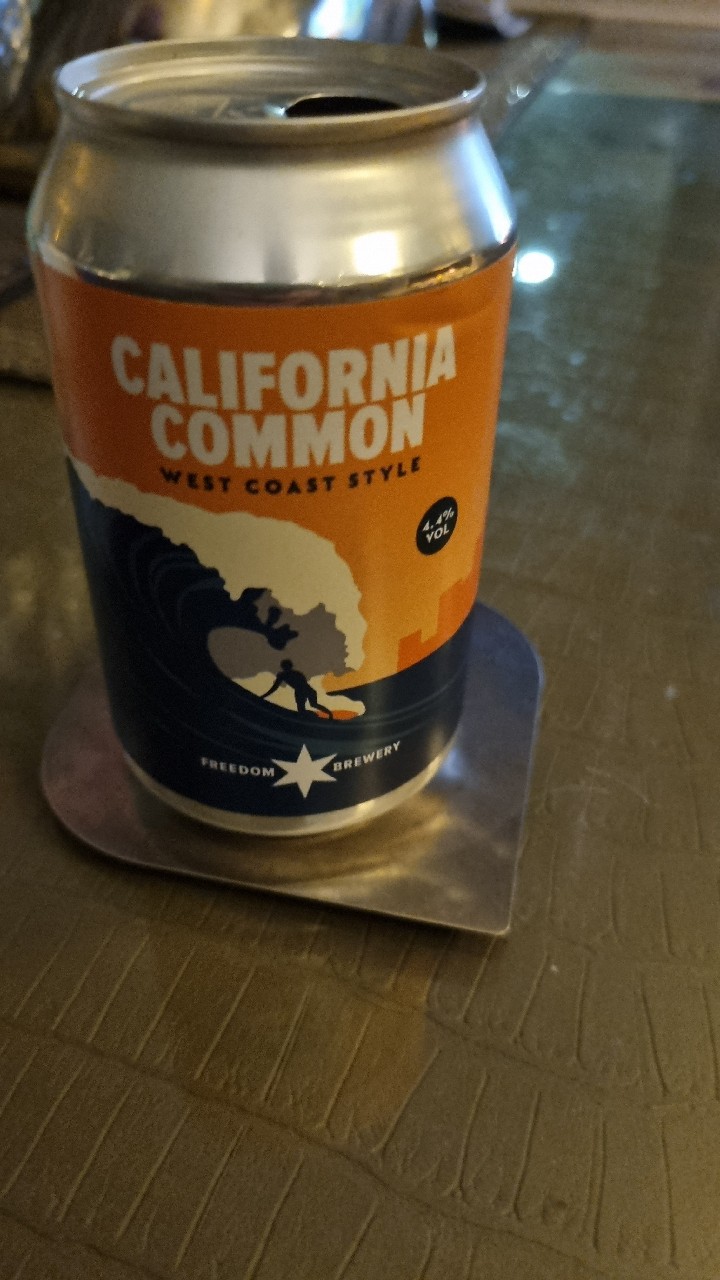 CALIFORNIA
COMMON
WEST COAST STYLE
4.4%
VOL
FREEDOM BREWERY